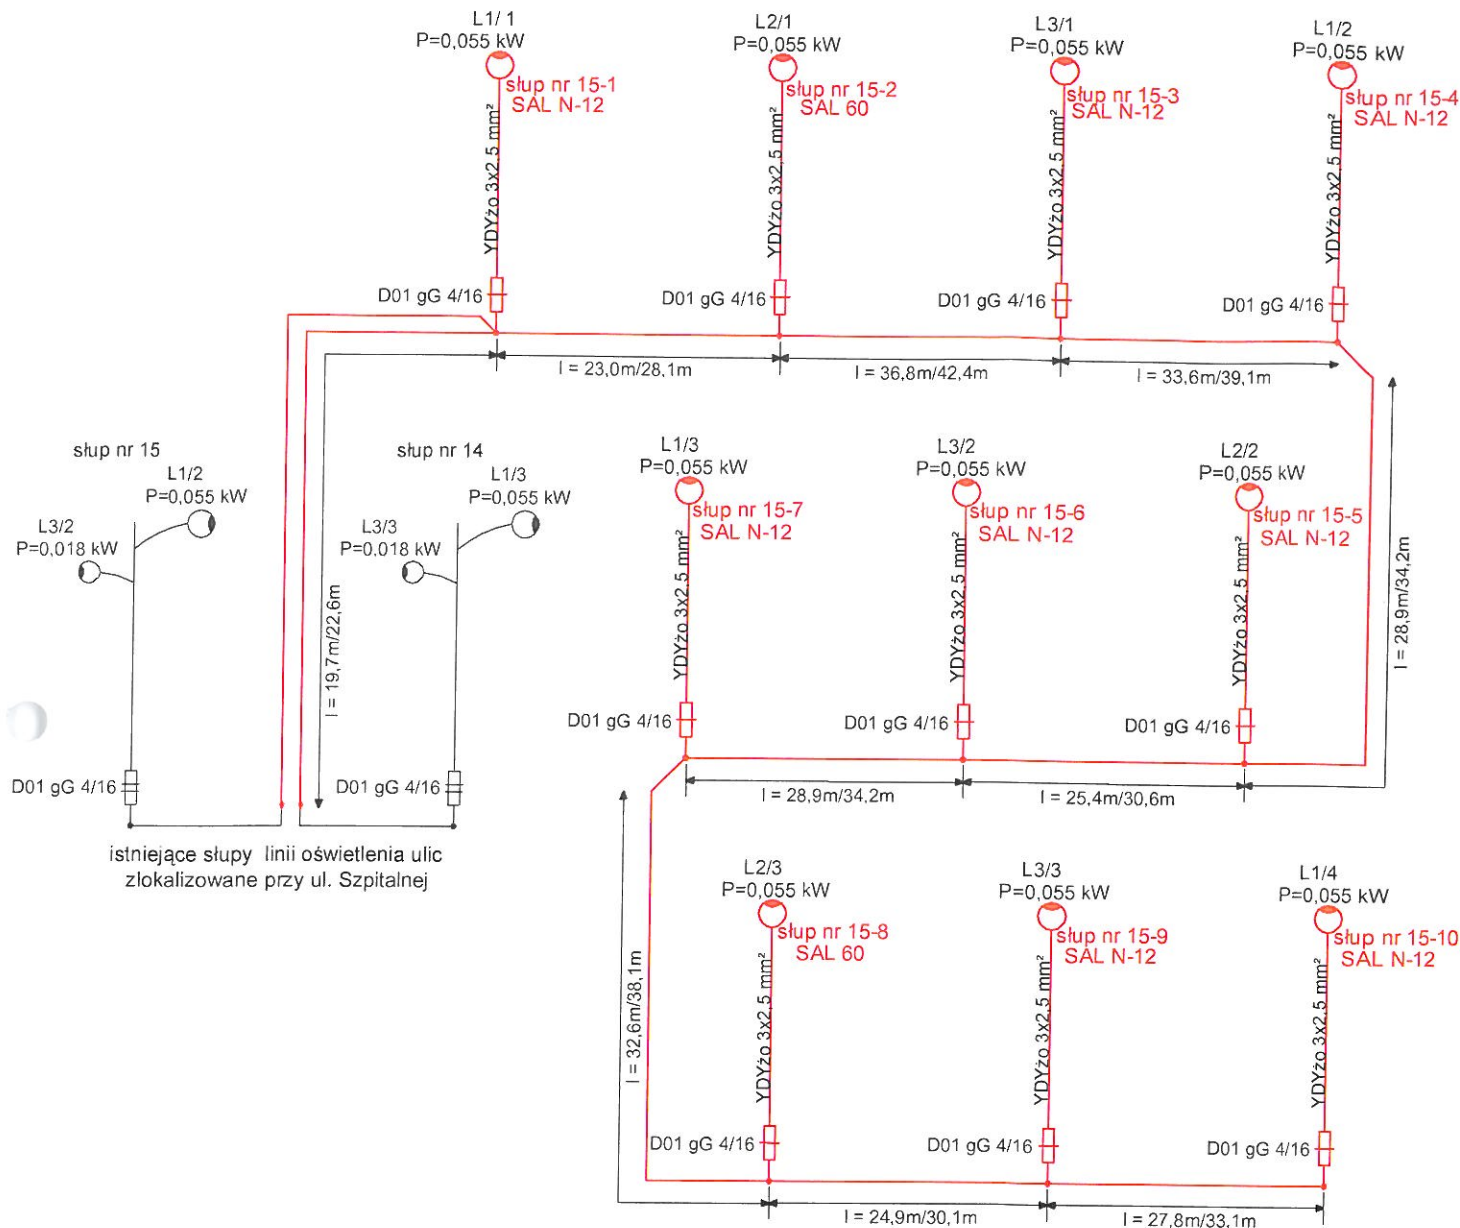 L1/ 1
P=0,055 kW
słup nr 15-1
SAL N-12
YDYżo 3x2,5 mm²
D01 gG 4/16
L2/1
P=0,055 kW
słup nr 15-2
SAL 60
YDYżo 3x2,5 mm²
D01 gG 4/16
L3/1
P=0,055 kW
słup nr 15-3
SAL N-12
YDYżo 3x2,5 mm²
D01 gG 4/16
L1/2
P=0,055 kW
słup nr 15-4
SAL N-12
YDYżo 3x2,5 mm²
D01 gG 4/16
l = 23,0m/28,1m
l = 36,8m/42,4m
l = 33,6m/39,1m
słup nr 15
L1/2
P=0,055 kW
L3/2
P=0,018 kW
D01 gG 4/16
słup nr 14
L1/3
P=0,055 kW
L3/3
P=0,018 kW
D01 gG 4/16
l = 19,7m/22,6m
istniejące słupy linii oświetlenia ulic
zlokalizowane przy ul. Szpitalnej
L1/3
P=0,055 kW
słup nr 15-7
SAL N-12
YDYżo 3x2,5 mm²
D01 gG 4/16
L3/2
P=0,055 kW
słup nr 15-6
SAL N-12
YDYżo 3x2,5 mm²
D01 gG 4/16
L2/2
P=0,055 kW
słup nr 15-5
SAL N-12
YDYżo 3x2,5 mm²
D01 gG 4/16
l = 28,9m/34,2m
l = 28,9m/34,2m
l = 25,4m/30,6m
L2/3
P=0,055 kW
słup nr 15-8
SAL 60
YDYżo 3x2,5 mm²
D01 gG 4/16
L3/3
P=0,055 kW
słup nr 15-9
SAL N-12
YDYżo 3x2,5 mm²
D01 gG 4/16
L1/4
P=0,055 kW
słup nr 15-10
SAL N-12
YDYżo 3x2,5 mm²
D01 gG 4/16
l = 32,6m/38,1m
l = 24,9m/30,1m
l = 27,8m/33,1m